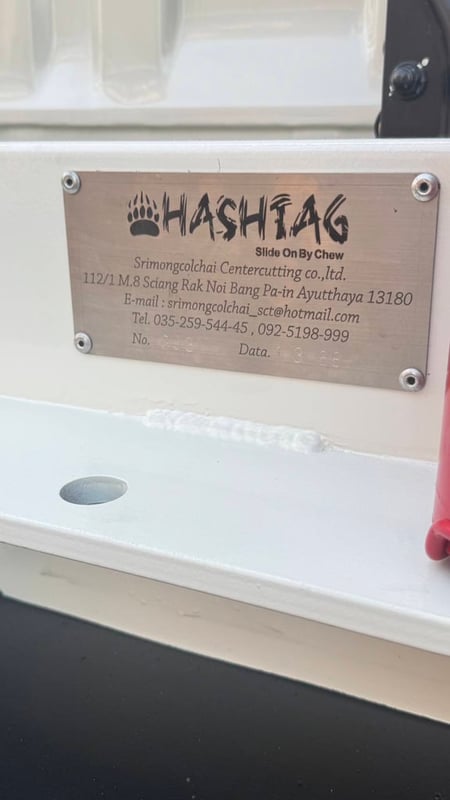 HASHTAG
Slide On By Chew
Srimongcolchai Centercutting co.,ltd.
112/1 M.8 Sciang Rak Noi Bang Pa-in Ayutthaya 13180
E-mail : srimongcolchai_sct@hotmail.com
Tel. 035-259-544-45 , 092-5198-999
No. Data.